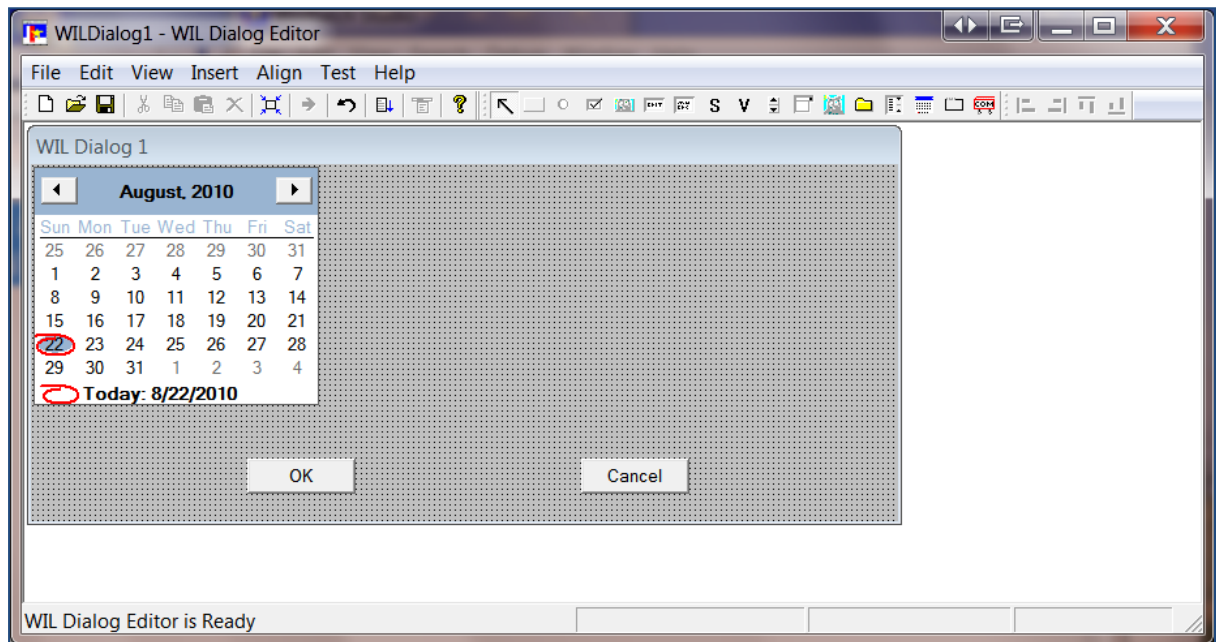 WILDialog1 - WIL Dialog Editor
File Edit View Insert Align Test Help
S V
WIL Dialog 1
August, 2010
Sun Mon Tue Wed Thu Fri Sat
25 26 27 28 29 30 31
1 2 3 4 5 6 7
8 9 10 11 12 13 14
15 16 17 18 19 20 21
22 23 24 25 26 27 28
29 30 31 1 2 3 4
Today: 8/22/2010
OK Cancel
WIL Dialog Editor is Ready